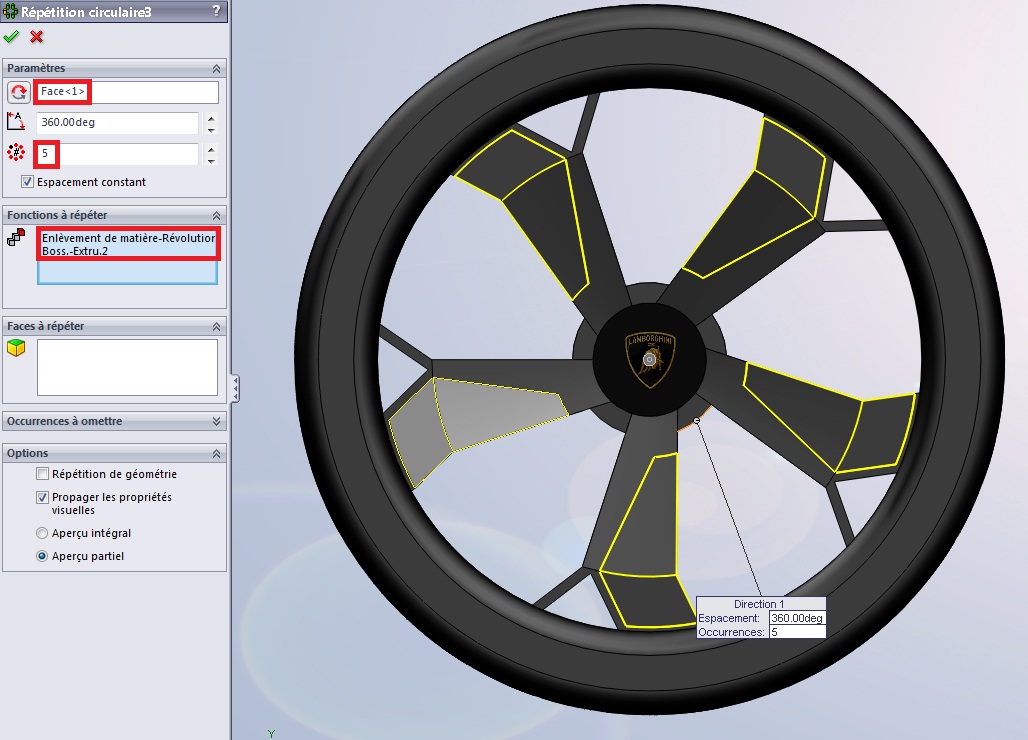 Répétition circulaire3
?
Paramètres
Face<1>
A
360.00deg
#
5
Espacement constant
Fonctions à répéter
Enlèvement de matière-Révolution
Boss.-Extru.2
Faces à répéter
Occurrences à omettre
Options
Répétition de géométrie
Propager les propriétés
visuelles
Aperçu intégral
Aperçu partiel
LAMBORGHINI
Direction 1
Espacement: 360.00deg
Occurrences: 5
Y